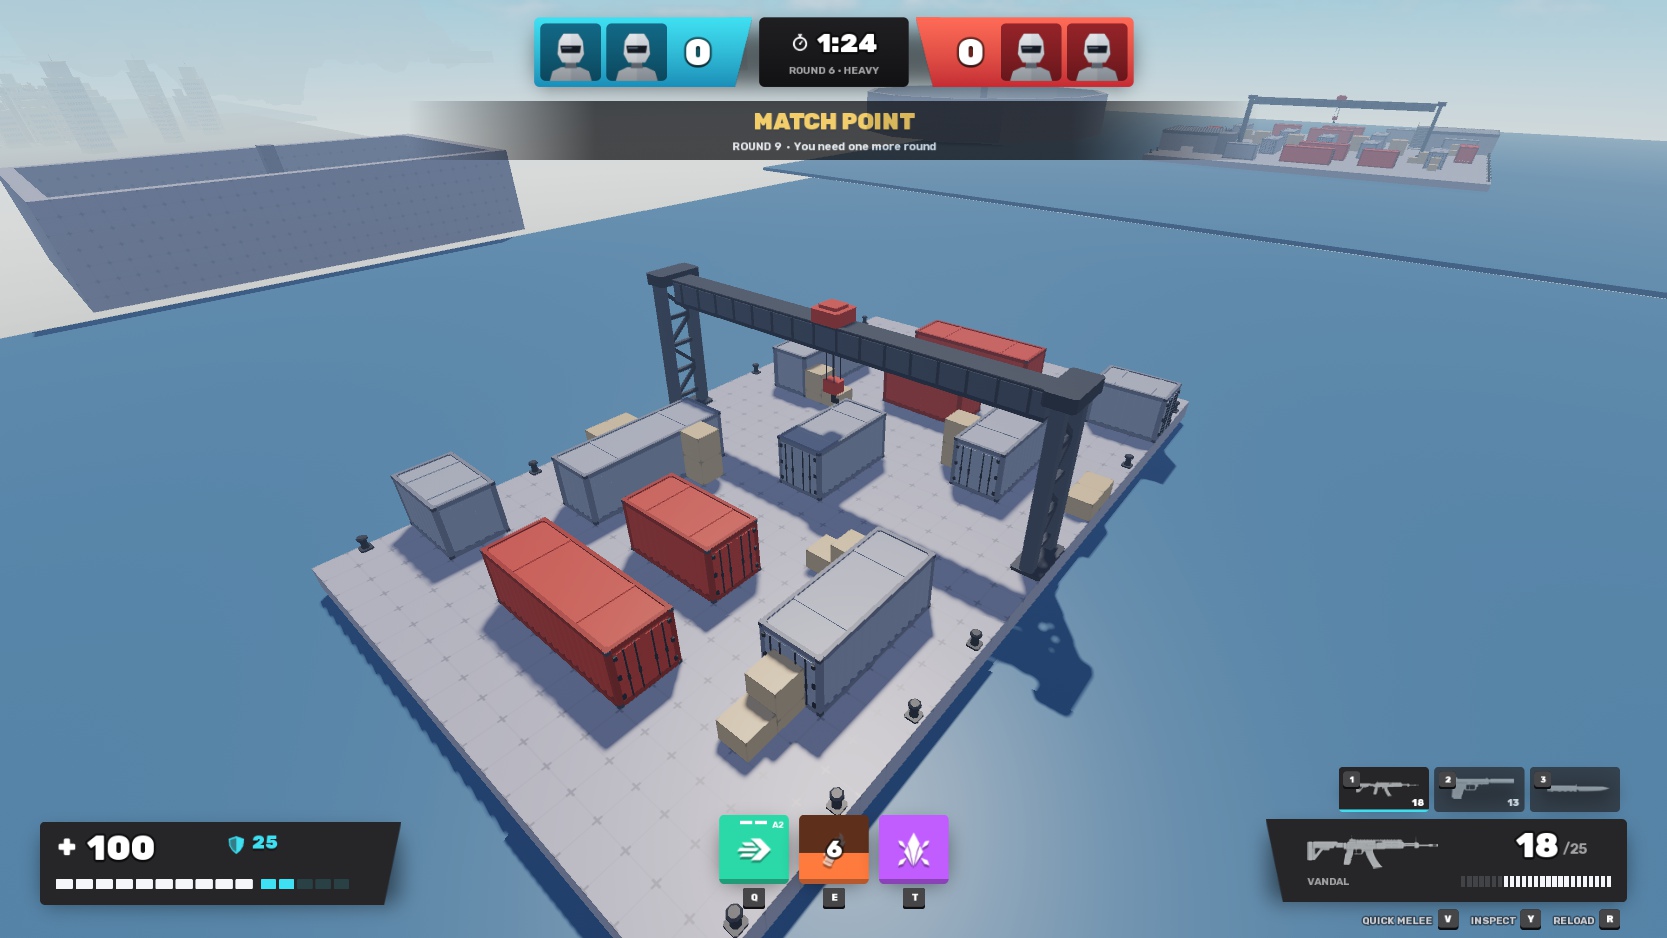 0
1:24
ROUND 6 · HEAVY
0
MATCH POINT
ROUND 9 · You need one more round
100
25
A2
6
Q
E
T
1
18
2
13
3
18 /25
VANDAL
QUICK MELEE V INSPECT Y RELOAD R